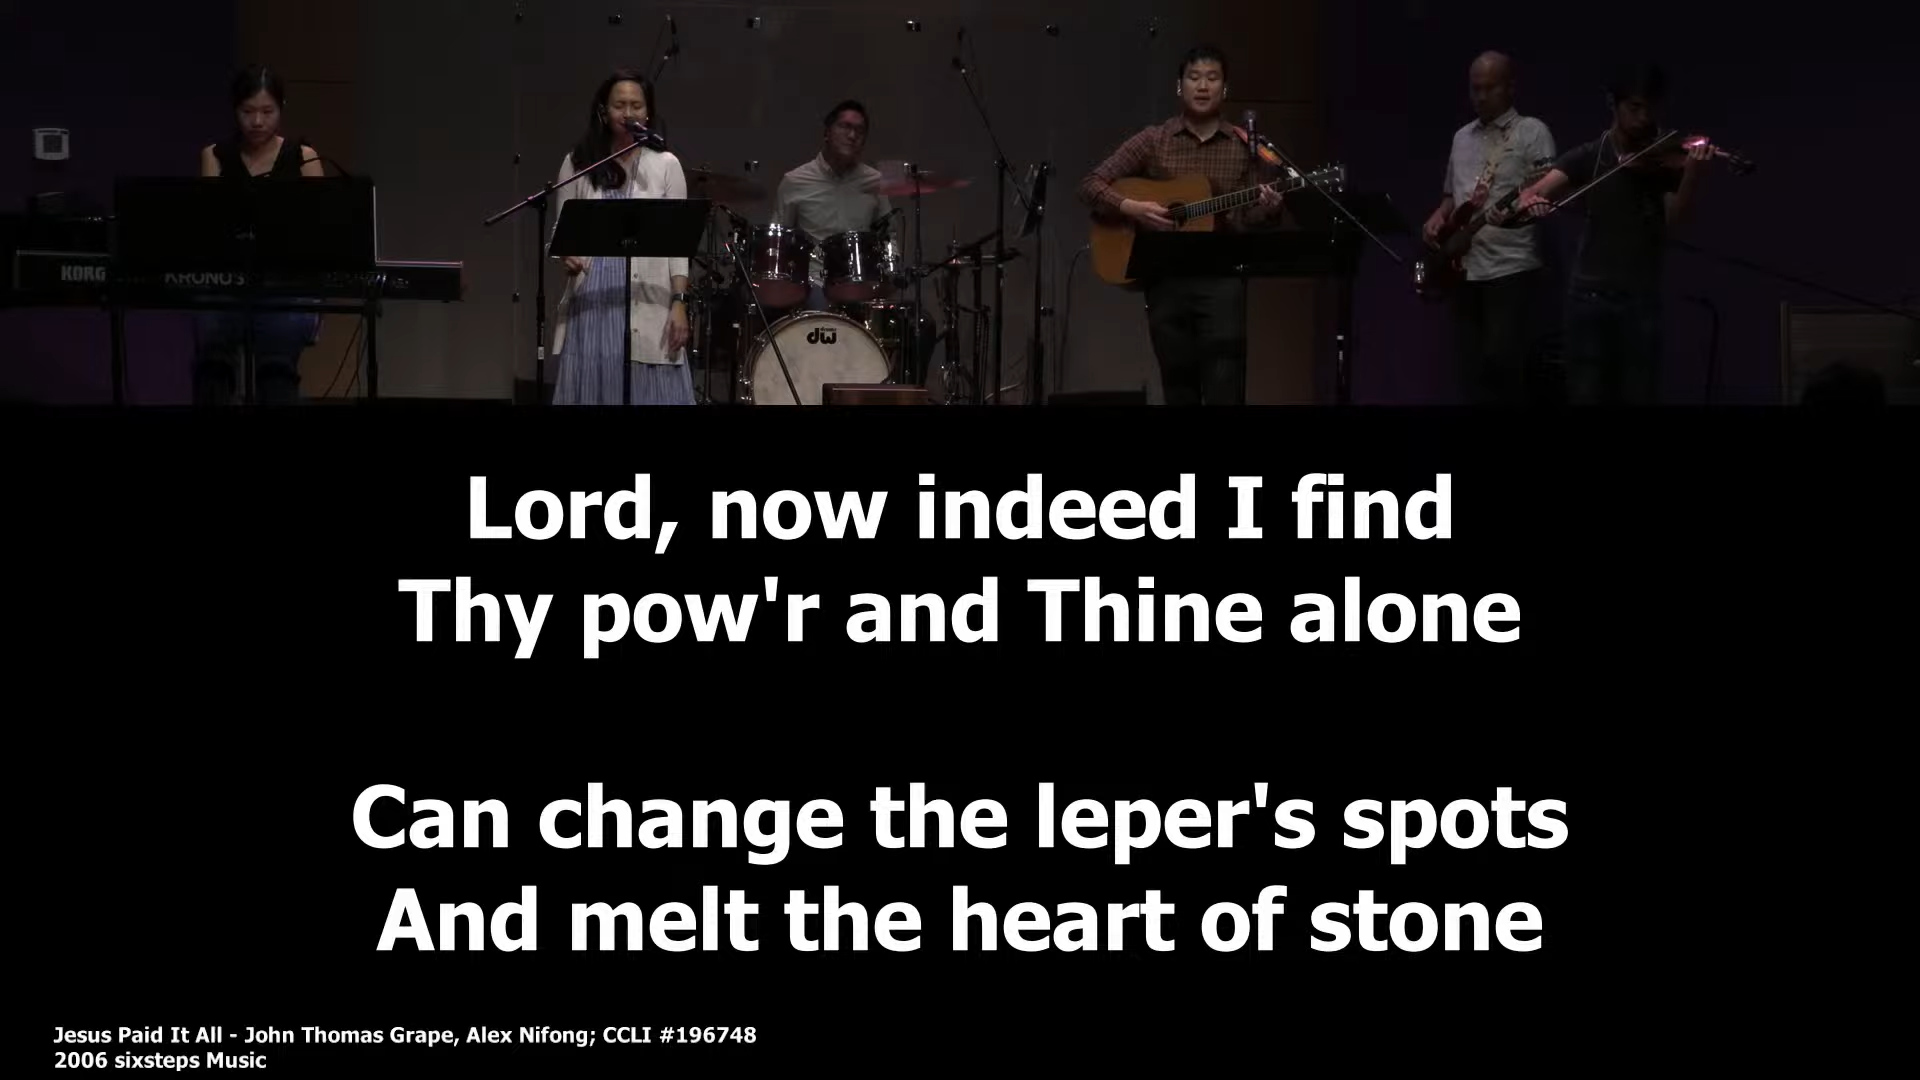 KORG
KRONOS
dw
Lord, now indeed I find
Thy pow'r and Thine alone
Can change the leper's spots
And melt the heart of stone
Jesus Paid It All - John Thomas Grape, Alex Nifong; CCLI #196748
2006 sixsteps Music